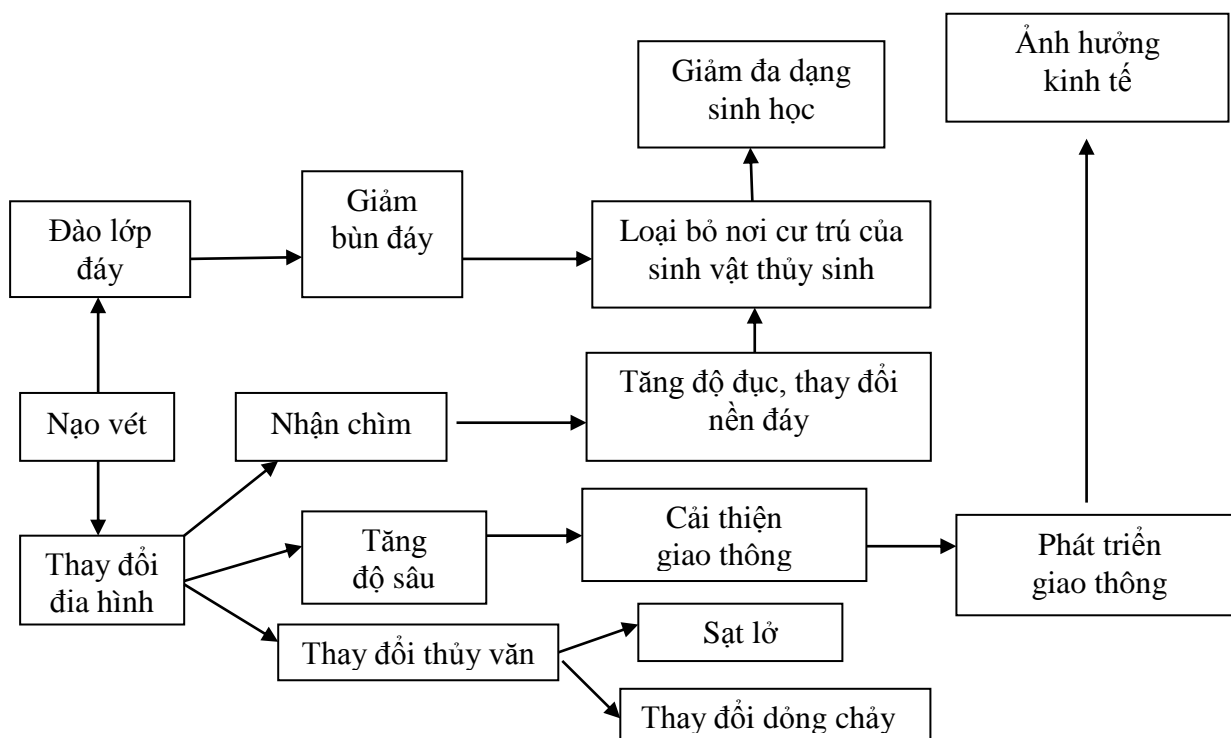 Ảnh hưởng
kinh tế
Giảm đa dạng
sinh học
Giảm
bùn đáy
Đào lớp
đáy
Loại bỏ nơi cư trú của
sinh vật thủy sinh
Tăng độ đục, thay đổi
nền đáy
Nạo vét
Nhận chìm
Cải thiện
giao thông
Tăng
độ sâu
Phát triển
giao thông
Thay đổi
đia hình
Sạt lở
Thay đổi thủy văn
Thay đổi dỏng chảy